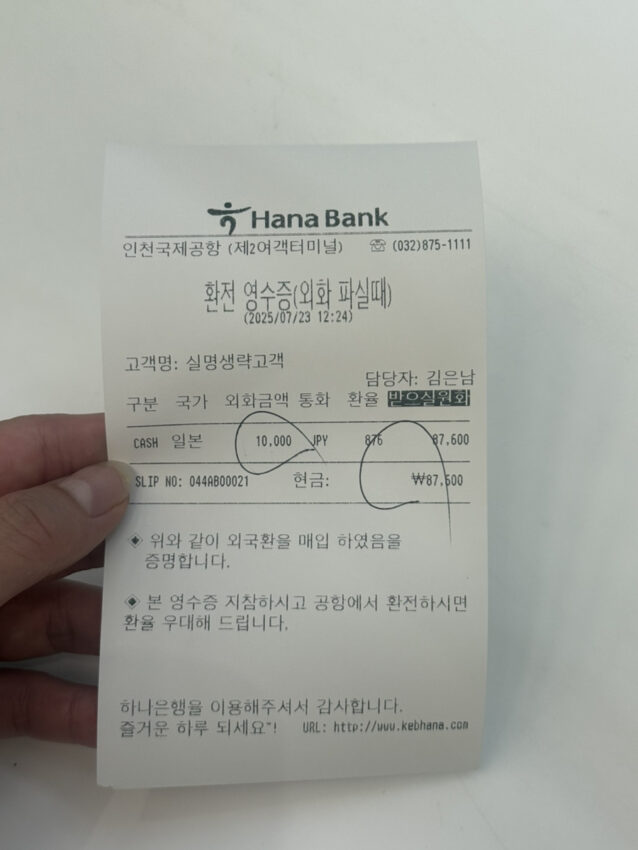 Hana Bank
인천국제공항 (제2여객터미널) ☏ (032)875-1111
환전 영수증(외화 파실때)
(2025/07/23 12:24)
고객명: 실명생략고객
담당자: 김은남
구분 국가 외화금액 통화 환율 받으실원화
CASH 일본 10,000 JPY 876 87,600
SLIP NO: 044AB00021 현금: ₩87,600
◈ 위와 같이 외국환을 매입 하였음을
증명합니다.
◈ 본 영수증 지참하시고 공항에서 환전하시면
환율 우대해 드립니다.
하나은행을 이용해주셔서 감사합니다.
즐거운 하루 되세요~! URL: http://www.kebhana.com